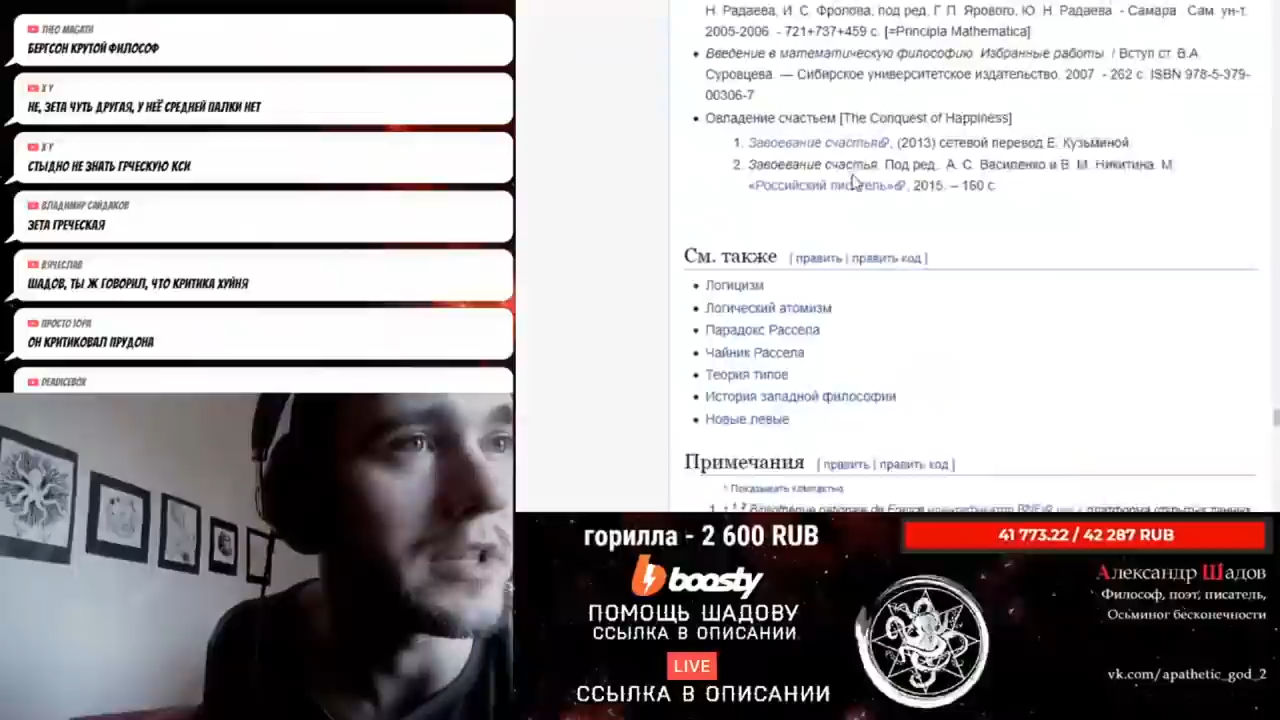 THEO MAGATH
БЕРГСОН КРУТОЙ ФИЛОСОФ
X Y
НЕ, ЗЕТА ЧУТЬ ДРУГАЯ, У НЕЁ СРЕДНЕЙ ПАЛКИ НЕТ
X Y
СТЫДНО НЕ ЗНАТЬ ГРЧЕСКУЮ КСИ
ВЛАДИМИР САЙДАКОВ
ЗЕТА ГРЕЧЕСКАЯ
ВЯЧЕСЛАВ
ШАДОВ, ТЫ Ж ГОВОРИЛ, ЧТО КРИТИКА ХУЙНЯ
ПРОСТО ЗОРА
ОН КРИТИКОВАЛ ПРУДОНА
DEADICEBOX
Н. Радаева, И. С. Фролова, под ред. Г. П. Ярового, Ю. Н. Радаева. - Самара: Сам. ун-т,
2005-2006. - 721+737+459 с. [=Principia Mathematica]
Введение в математическую философию. Избранные работы. / Вступ ст. В.А.
Суровцева. — Сибирское университетское издательство, 2007. - 262 с. ISBN 978-5-379-
00306-7
Овладение счастьем [The Conquest of Happiness]
1. Завоевание счастья, (2013) сетевой перевод Е. Кузьминой.
2. Завоевание счастья. Под ред.. А. С. Василенко и В. М. Никитина. М.
«Российский писатель», 2015. – 160 с.
См. также [ править | править код ]
Логицизм
Логический атомизм
Парадокс Рассела
Чайник Рассела
Теория типов
История западной философии
Новые левые
Примечания [ править | править код ]
Показывать компактно
горилла - 2 600 RUB
boosty
ПОМОЩЬ ШАДОВУ
ССЫЛКА В ОПИСАНИИ
LIVE
ССЫЛКА В ОПИСАНИИ
41 773.22 / 42 287 RUB
Александр Шадов
Философ, поэт, писатель,
Осьминог бесконечности
vk.com/apathetic_god_2